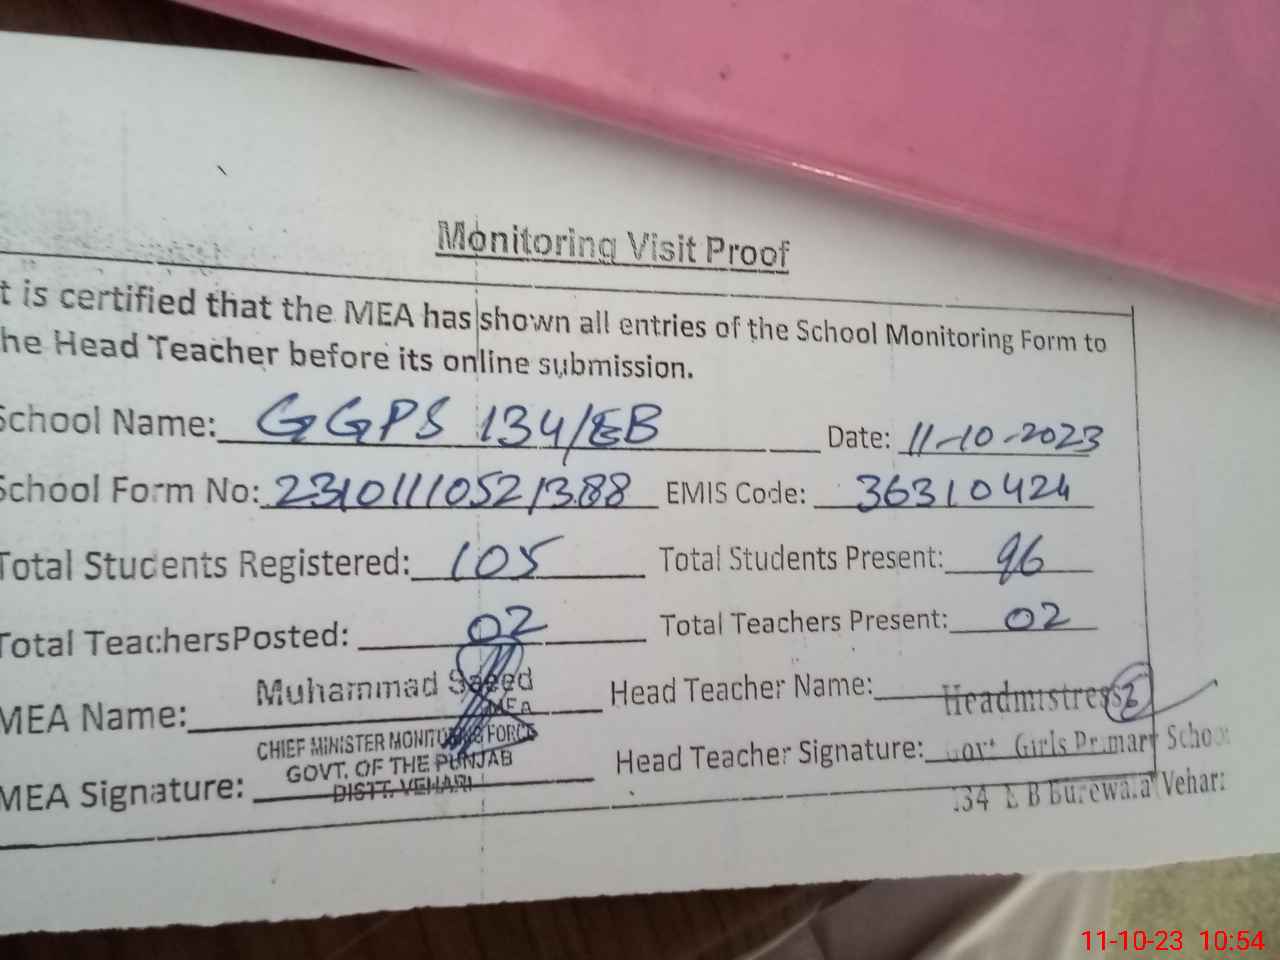 Monitoring Visit Proof
t is certified that the MEA has shown all entries of the School Monitoring Form to
he Head Teacher before its online submission.
School Name: GGPS 134/EB Date: 11-10-2023
School Form No: 23101110521388 EMIS Code: 36310424
Total Students Registered: 105 Total Students Present: 96
Total TeachersPosted: 02 Total Teachers Present: 02
MEA Name: Muhammad Saeed Head Teacher Name: Headmistress
MEA
CHIEF MINISTER MONITORING FORCE
MEA Signature: GOVT. OF THE PUNJAB Head Teacher Signature: Govt Girls Primary School
DISTT. VEHARI 134 E B Burewala Vehari
11-10-23 10:54